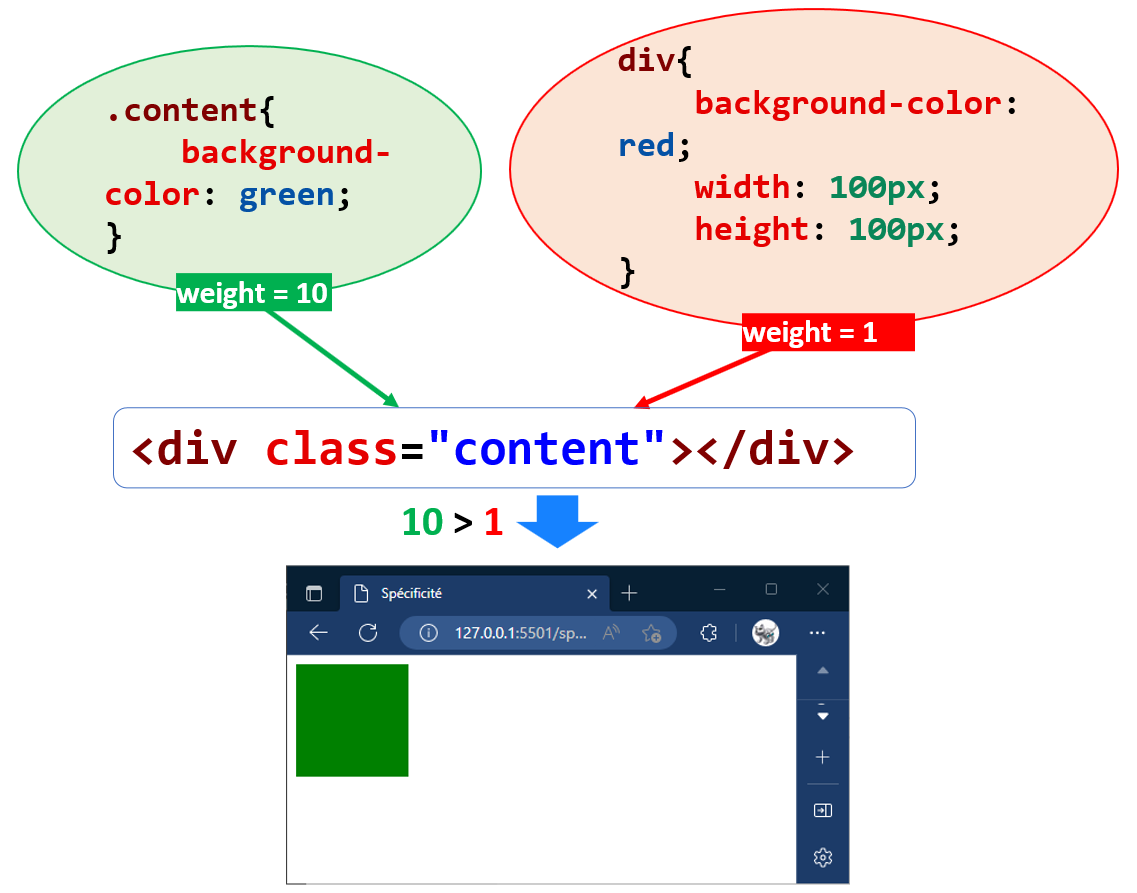 .content{
background-
color: green;
}
weight = 10
div{
background-color:
red;
width: 100px;
height: 100px;
}
weight = 1
<div class="content"></div>
10 > 1
Spécificité
127.0.0.1:5501/sp...